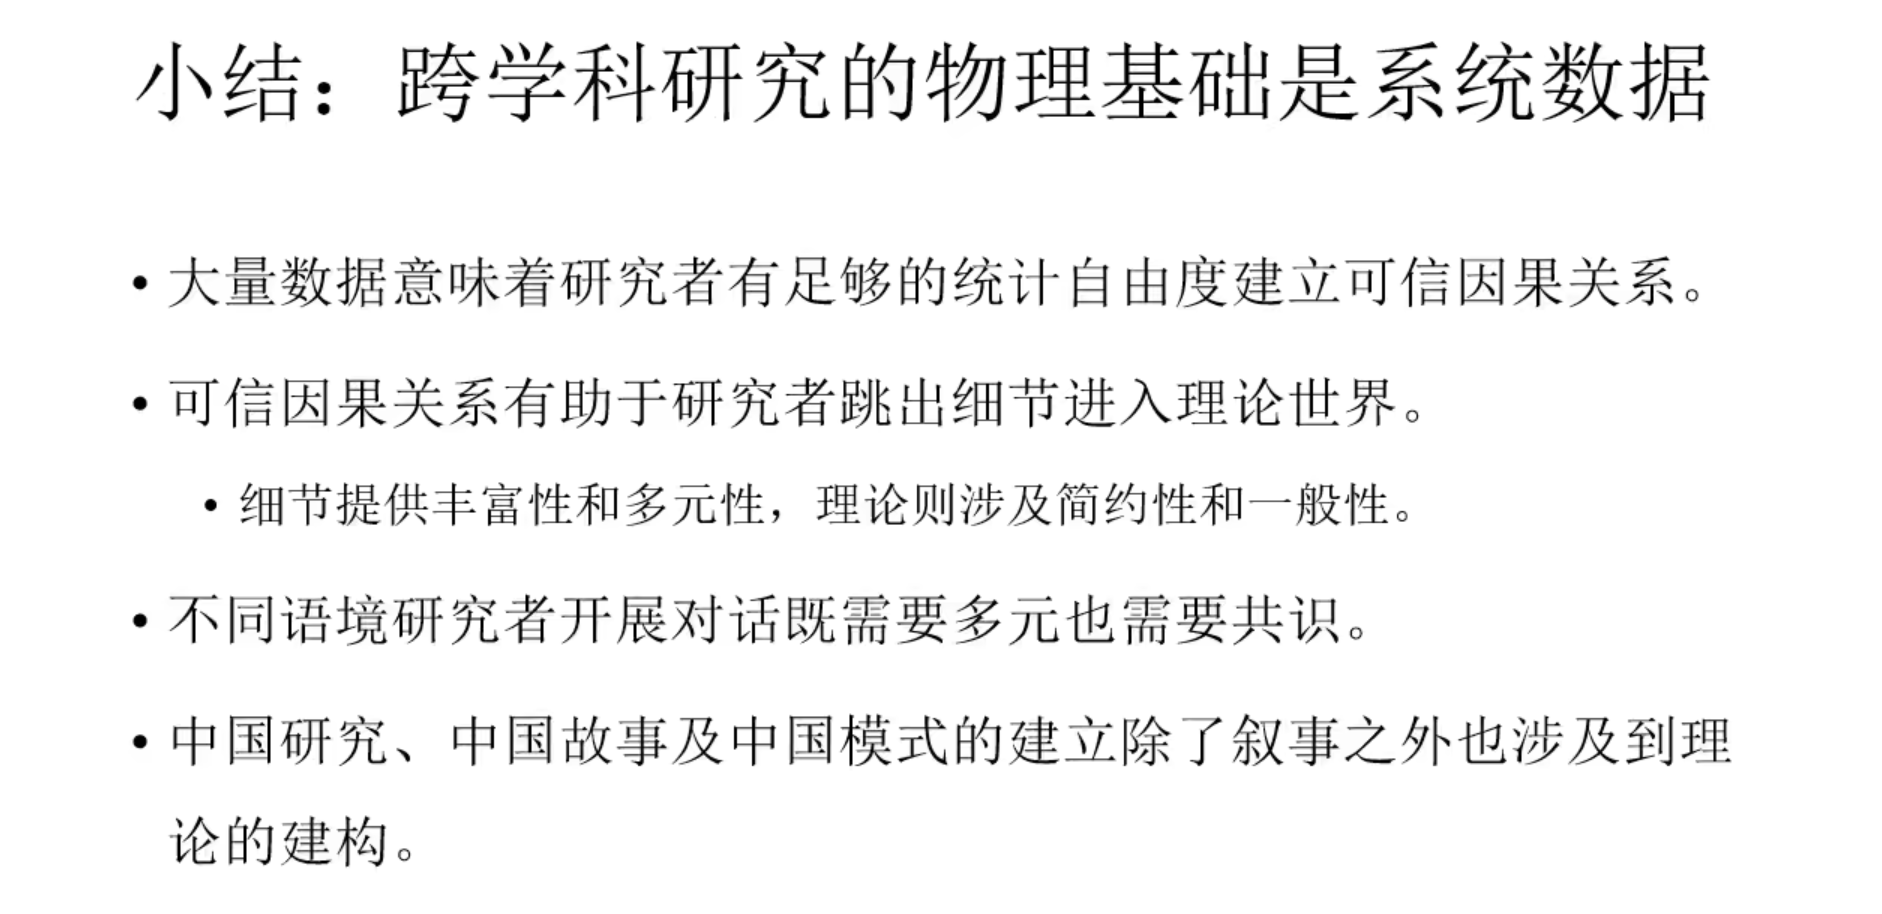 小结：跨学科研究的物理基础是系统数据
• 大量数据意味着研究者有足够的统计自由度建立可信因果关系。
• 可信因果关系有助于研究者跳出细节进入理论世界。
• 细节提供丰富性和多元性，理论则涉及简约性和一般性。
• 不同语境研究者开展对话既需要多元也需要共识。
• 中国研究、中国故事及中国模式的建立除了叙事之外也涉及到理
论的建构。